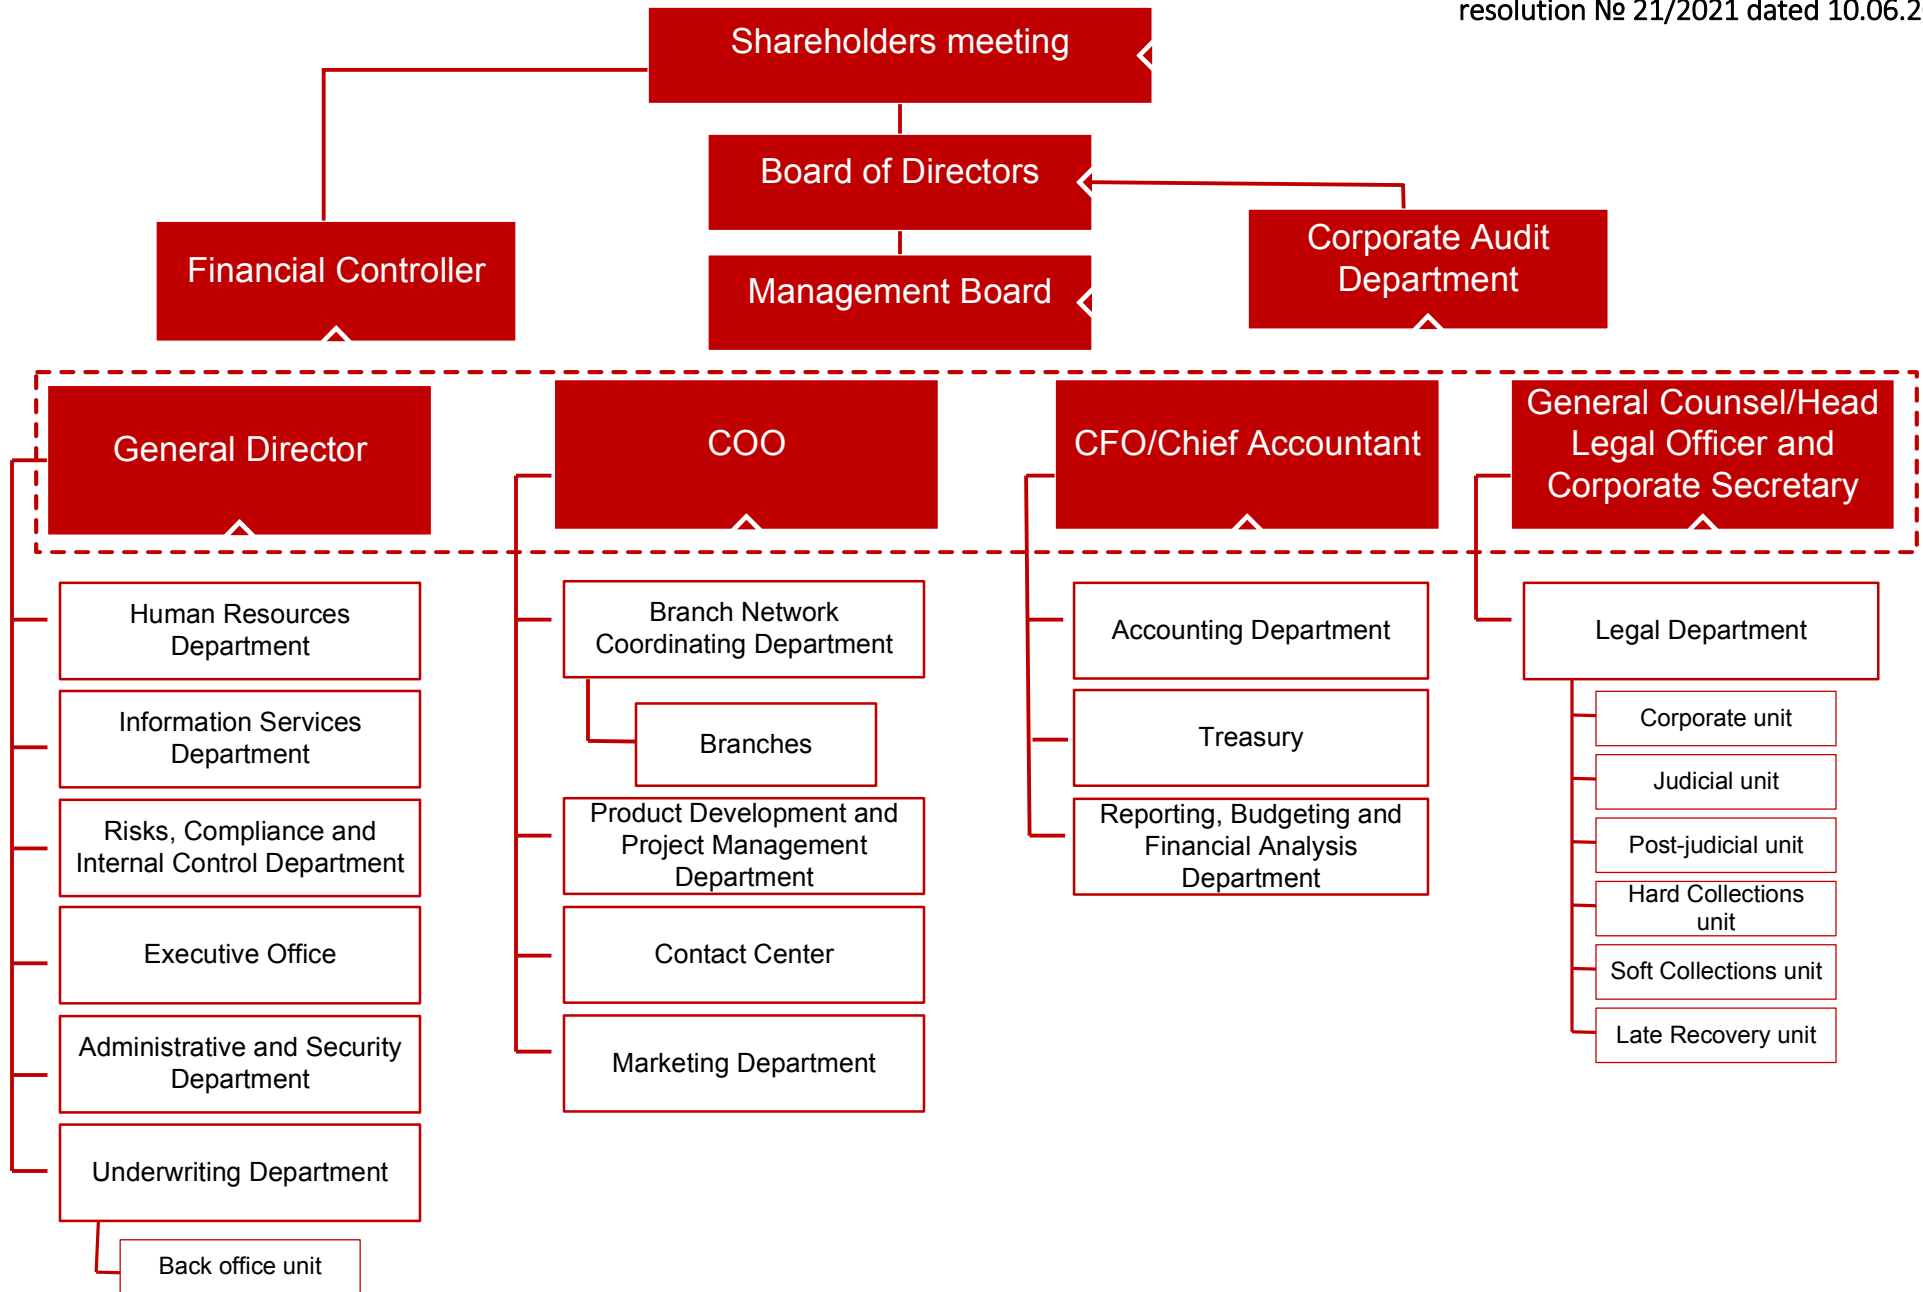 resolution № 21/2021 dated 10.06.2
Shareholders meeting
Board of Directors
Financial Controller
Management Board
Corporate Audit
Department
General Director
COO
CFO/Chief Accountant
General Counsel/Head
Legal Officer and
Corporate Secretary
Human Resources
Department
Information Services
Department
Risks, Compliance and
Internal Control Department
Executive Office
Administrative and Security
Department
Underwriting Department
Back office unit
Branch Network
Coordinating Department
Branches
Product Development and
Project Management
Department
Contact Center
Marketing Department
Accounting Department
Treasury
Reporting, Budgeting and
Financial Analysis
Department
Legal Department
Corporate unit
Judicial unit
Post-judicial unit
Hard Collections
unit
Soft Collections unit
Late Recovery unit